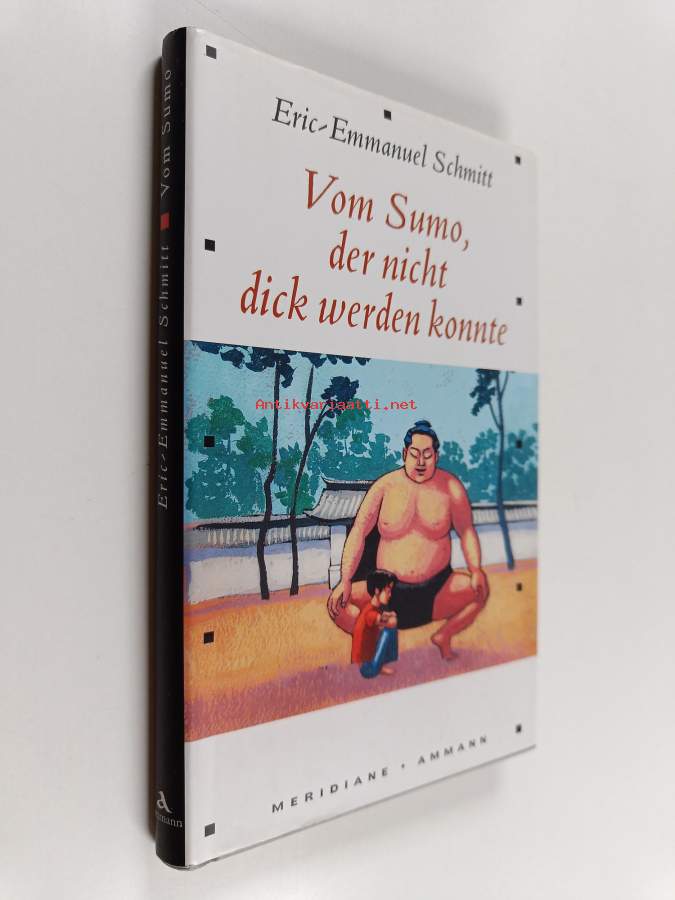 Eric-Emmanuel Schmitt
Vom Sumo,
der nicht
dick werden konnte
Antikvariaatti.net
MERIDIANE · AMMANN
Eric-Emmanuel Schmitt ■ Vom Sumo
a